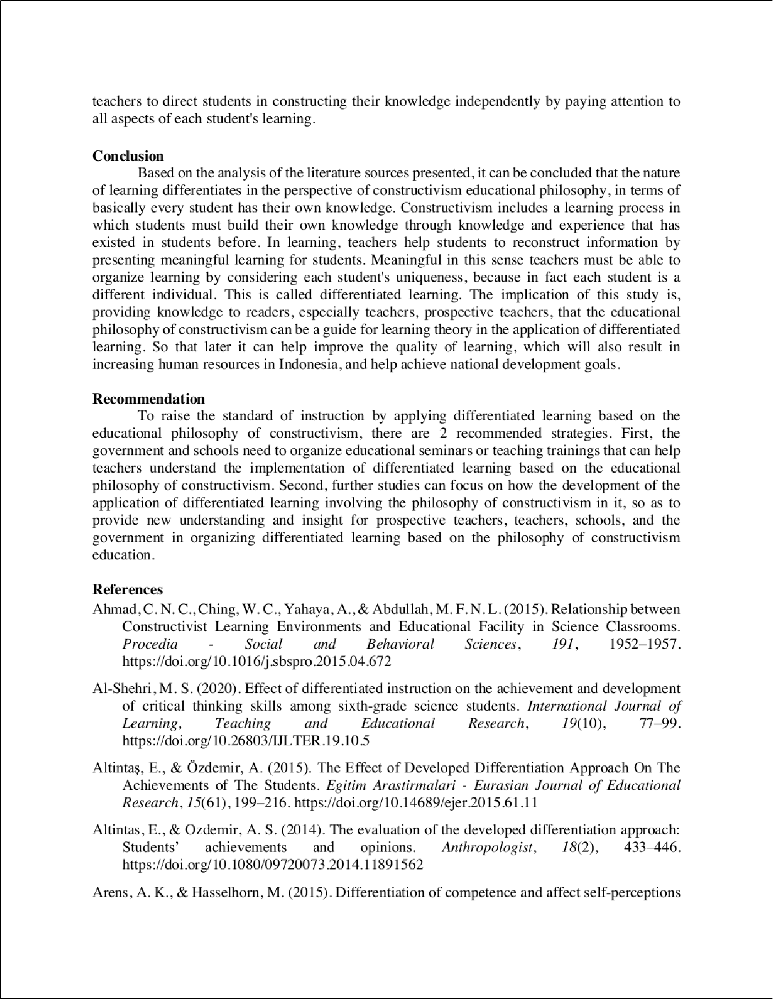 teachers to direct students in constructing their knowledge independently by paying attention to
all aspects of each student's learning.
Conclusion
Based on the analysis of the literature sources presented, it can be concluded that the nature
of learning differentiates in the perspective of constructivism educational philosophy, in terms of
basically every student has their own knowledge. Constructivism includes a learning process in
which students must build their own knowledge through knowledge and experience that has
existed in students before. In learning, teachers help students to reconstruct information by
presenting meaningful learning for students. Meaningful in this sense teachers must be able to
organize learning by considering each student's uniqueness, because in fact each student is a
different individual. This is called differentiated learning. The implication of this study is,
providing knowledge to readers, especially teachers, prospective teachers, that the educational
philosophy of constructivism can be a guide for learning theory in the application of differentiated
learning. So that later it can help improve the quality of learning, which will also result in
increasing human resources in Indonesia, and help achieve national development goals.
Recommendation
To raise the standard of instruction by applying differentiated learning based on the
educational philosophy of constructivism, there are 2 recommended strategies. First, the
government and schools need to organize educational seminars or teaching trainings that can help
teachers understand the implementation of differentiated learning based on the educational
philosophy of constructivism. Second, further studies can focus on how the development of the
application of differentiated learning involving the philosophy of constructivism in it, so as to
provide new understanding and insight for prospective teachers, teachers, schools, and the
government in organizing differentiated learning based on the philosophy of constructivism
education.
References
Ahmad, C. N. C., Ching, W. C., Yahaya, A., & Abdullah, M. F. N. L. (2015). Relationship between
Constructivist Learning Environments and Educational Facility in Science Classrooms.
Procedia - Social and Behavioral Sciences, 191, 1952–1957.
https://doi.org/10.1016/j.sbspro.2015.04.672
Al-Shehri, M. S. (2020). Effect of differentiated instruction on the achievement and development
of critical thinking skills among sixth-grade science students. International Journal of
Learning, Teaching and Educational Research, 19(10), 77–99.
https://doi.org/10.26803/IJLTER.19.10.5
Altintaş, E., & Özdemir, A. (2015). The Effect of Developed Differentiation Approach On The
Achievements of The Students. Egitim Arastirmalari - Eurasian Journal of Educational
Research, 15(61), 199–216. https://doi.org/10.14689/ejer.2015.61.11
Altintas, E., & Ozdemir, A. S. (2014). The evaluation of the developed differentiation approach:
Students’ achievements and opinions. Anthropologist, 18(2), 433–446.
https://doi.org/10.1080/09720073.2014.11891562
Arens, A. K., & Hasselhorn, M. (2015). Differentiation of competence and affect self-perceptions